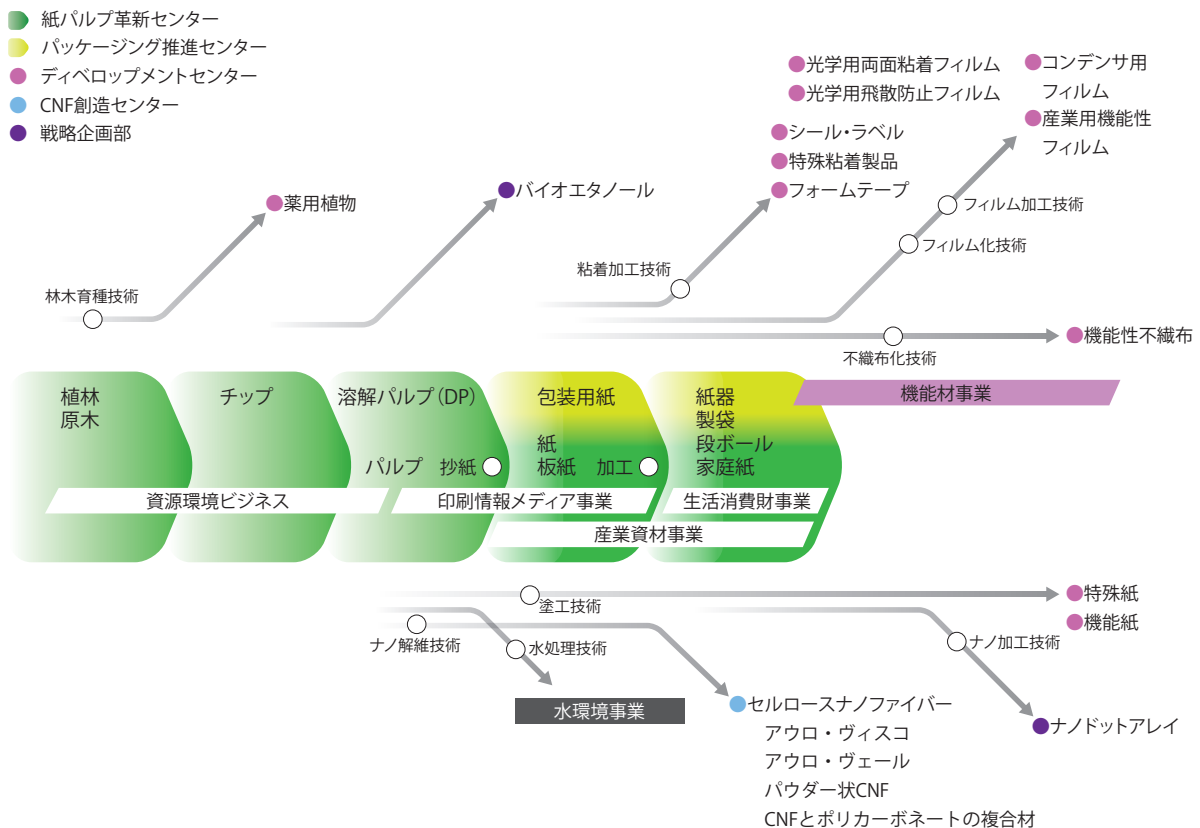 紙パルプ革新センター
パッケージング推進センター
ディベロップメントセンター
CNF創造センター
戦略企画部
光学用両面粘着フィルム
光学用飛散防止フィルム
シール・ラベル
特殊粘着製品
フォームテープ
コンデンサ用
フィルム
産業用機能性
フィルム
薬用植物
バイオエタノール
フィルム加工技術
フィルム化技術
粘着加工技術
林木育種技術
機能性不織布
不織布化技術
植林
原木
チップ
溶解パルプ(DP)
パルプ 抄紙
包装用紙
紙
板紙 加工
紙器
製袋
段ボール
家庭紙
機能材事業
資源環境ビジネス
印刷情報メディア事業
生活消費財事業
産業資材事業
塗工技術
特殊紙
機能紙
ナノ解維技術
水処理技術
ナノ加工技術
水環境事業
セルロースナノファイバー
アウロ・ヴィスコ
アウロ・ヴェール
パウダー状CNF
CNFとポリカーボネートの複合材
ナノドットアレイ